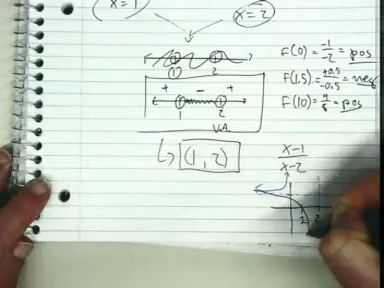 x=1
x=2
1 2
F(0) = -1/-2 = pos
F(1.5) = +0.5/-0.5 = neg
F(10) = 9/8 = pos
+ - +
1 2
V.A.
(1, 2)
x-1
x-2
1 2